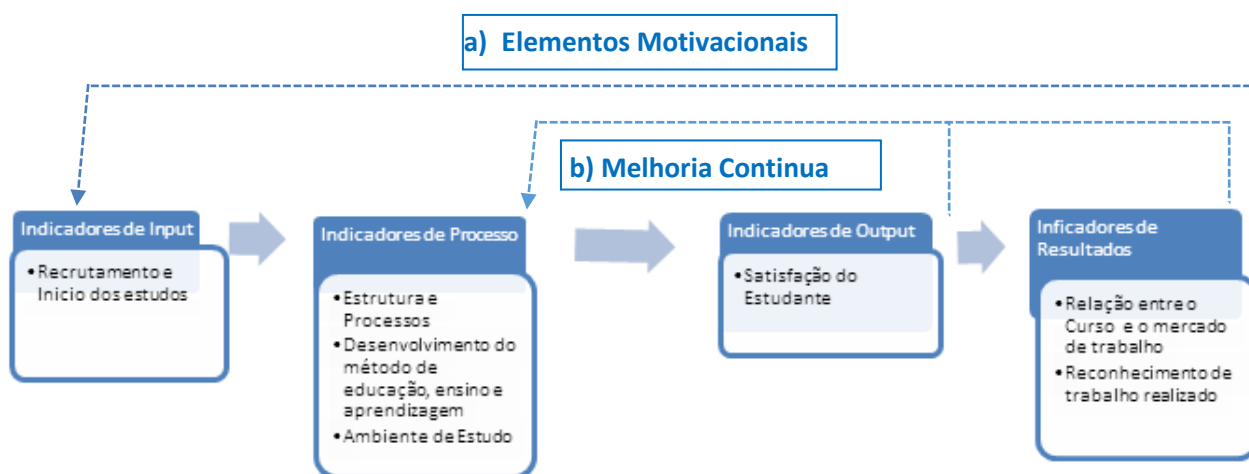 a) Elementos Motivacionais
b) Melhoria Continua
Indicadores de Input
• Recrutamento e
Inicio dos estudos
Indicadores de Processo
• Estrutura e
Processos
• Desenvolvimento do
método de
educação, ensino e
aprendizagem
• Ambiente de Estudo
Indicadores de Output
• Satisfação do
Estudante
Inficadores de
Resultados
• Relação entre o
Curso e o mercado
de trabalho
• Reconhecimento de
trabalho realizado